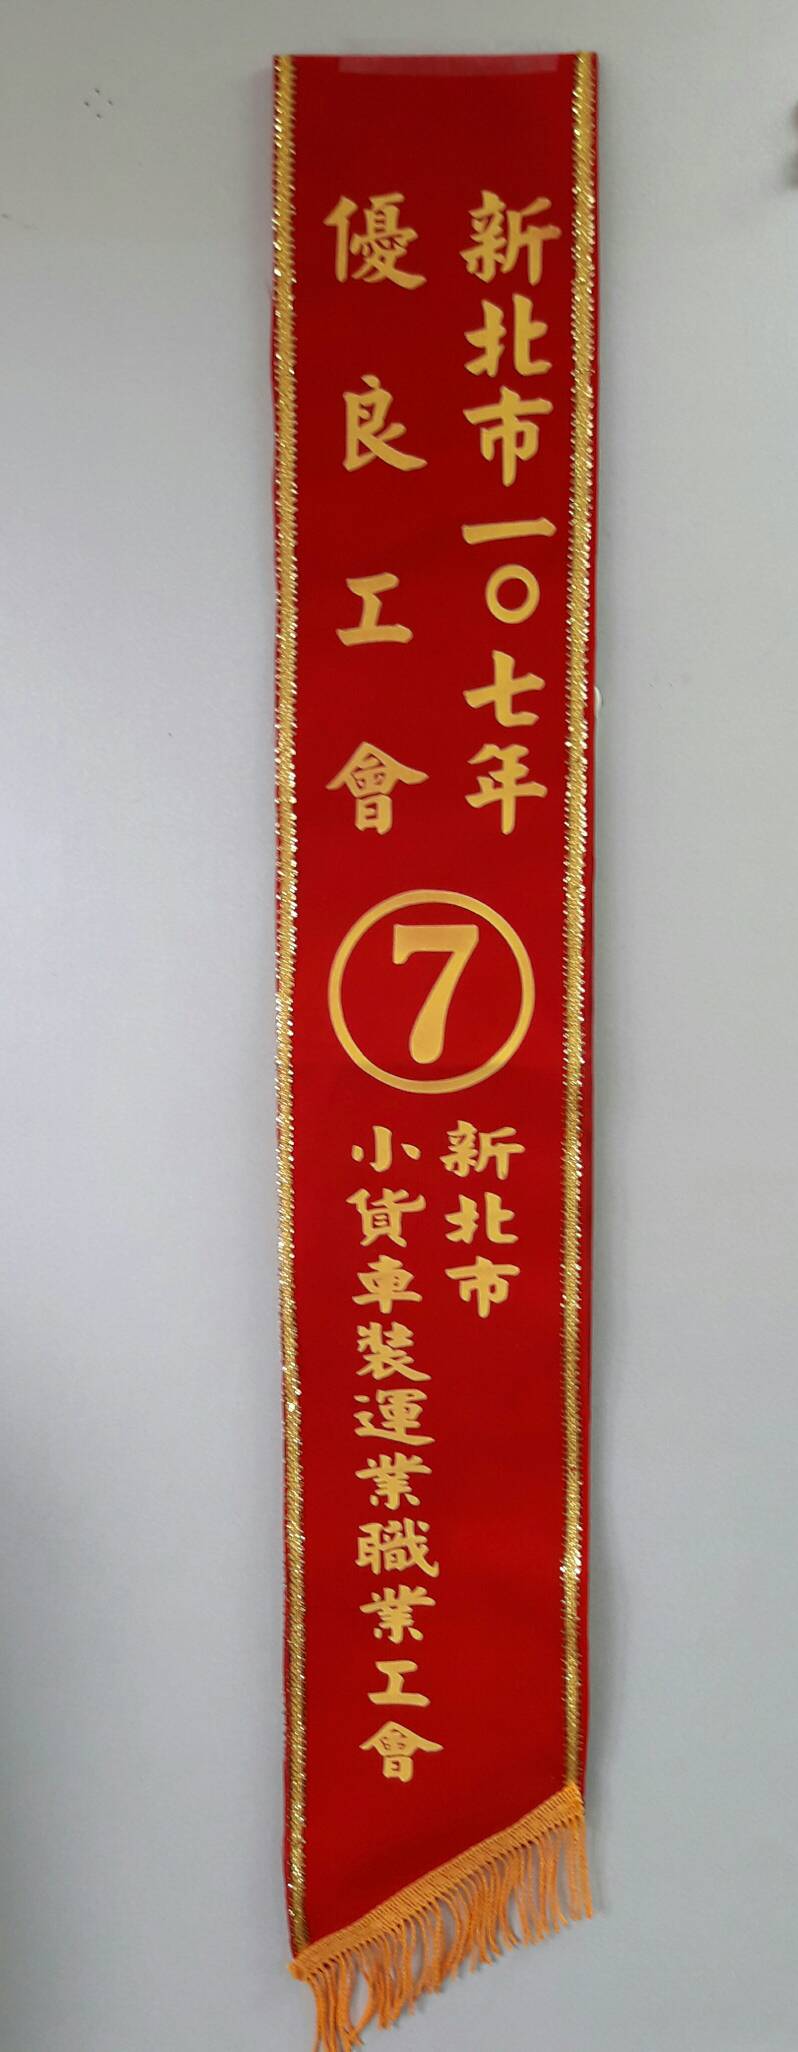 新北市一〇七年
優良工會
7
新北市
小貨車裝運業職業工會